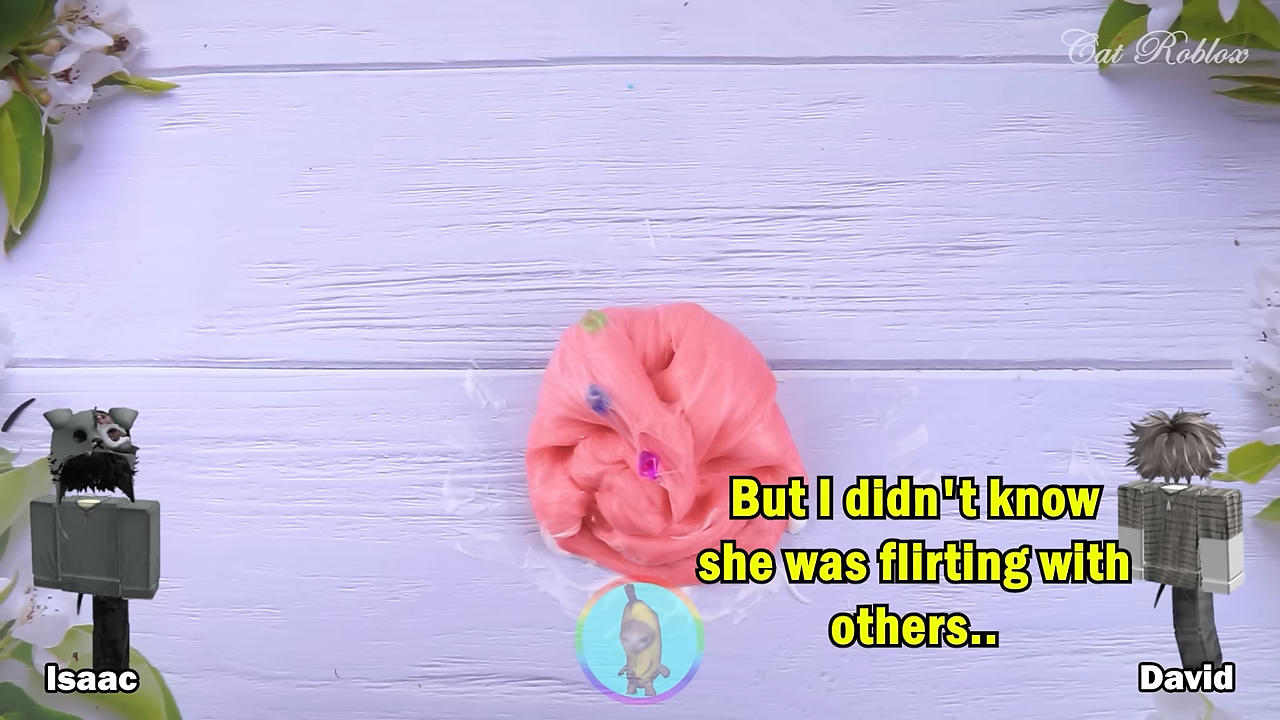 Cat Roblox
But I didn't know
she was flirting with
others..
Isaac
David